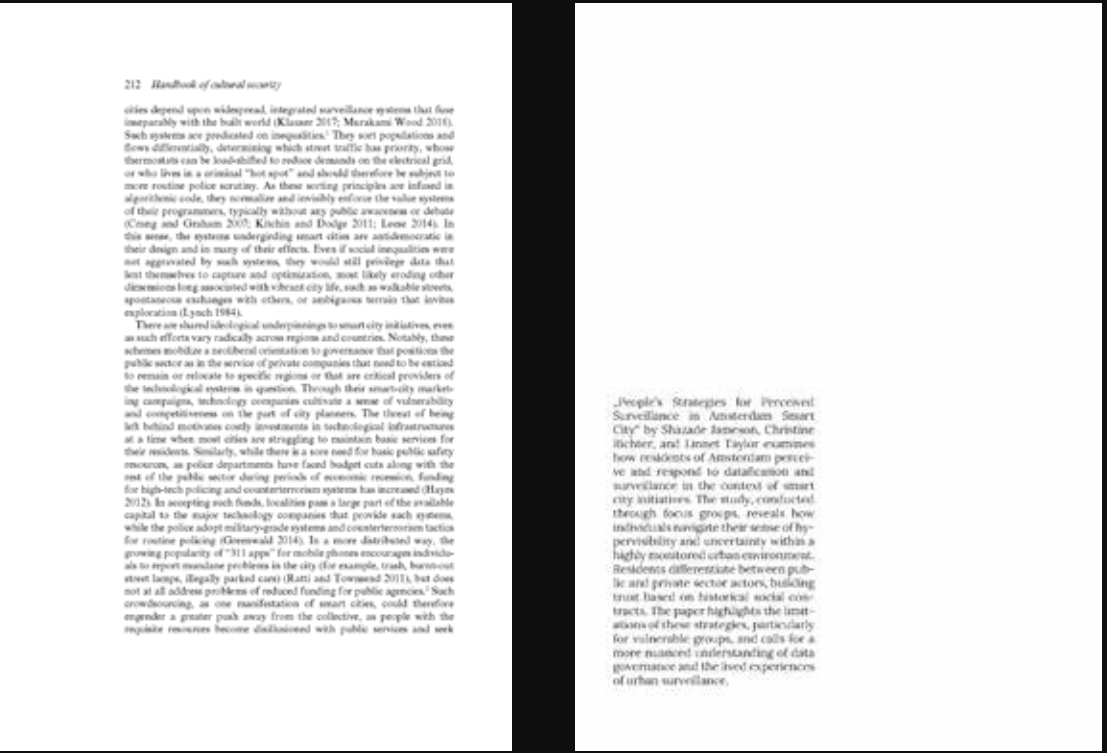 212 Handbook of cultural security
cities depend upon widespread, integrated surveillance systems that fuse
inseparably with the built world (Klauser 2017; Murakami Wood 2016).
Such systems are predicated on inequalities.¹ They sort populations and
flows differentially, determining which street traffic has priority, whose
thermostats can be load-shifted to reduce demands on the electrical grid,
or who lives in a criminal "hot spot" and should therefore be subject to
more routine police scrutiny. As these sorting principles are infused in
algorithmic code, they normalize and invisibly enforce the value systems
of their programmers, typically without any public awareness or debate
(Crang and Graham 2007; Kitchin and Dodge 2011; Leese 2014). In
this sense, the systems undergirding smart cities are antidemocratic in
their design and in many of their effects. Even if social inequalities were
not aggravated by such systems, they would still privilege data that
lent themselves to capture and optimization, most likely eroding other
dimensions long associated with vibrant city life, such as walkable streets,
spontaneous exchanges with others, or ambiguous terrain that invites
exploration (Lynch 1984).
There are shared ideological underpinnings to smart city initiatives, even
as such efforts vary radically across regions and countries. Notably, these
schemes mobilize a neoliberal orientation to governance that positions the
public sector as in the service of private companies that need to be enticed
to remain or relocate to specific regions or that are critical providers of
the technological systems in question. Through their smart-city market-
ing campaigns, technology companies cultivate a sense of vulnerability
and competitiveness on the part of city planners. The threat of being
left behind motivates costly investments in technological infrastructures
at a time when most cities are struggling to maintain basic services for
their residents. Similarly, while there is a sore need for basic public safety
resources, as police departments have faced budget cuts along with the
rest of the public sector during periods of economic recession, funding
for high-tech policing and counterterrorism systems has increased (Hayes
2012). In accepting such funds, localities pass a large part of the available
capital to the major technology companies that provide such systems,
while the police adopt military-grade systems and counterterrorism tactics
for routine policing (Greenwald 2014). In a more distributed way, the
growing popularity of "311 apps" for mobile phones encourages individu-
als to report mundane problems in the city (for example, trash, burnt-out
street lamps, illegally parked cars) (Ratti and Townsend 2011), but does
not at all address problems of reduced funding for public agencies.² Such
crowdsourcing, as one manifestation of smart cities, could therefore
engender a greater push away from the collective, as people with the
requisite resources become disillusioned with public services and seek
„People's Strategies for Perceived
Surveillance in Amsterdam Smart
City" by Shazade Jameson, Christine
Richter, and Linnet Taylor examines
how residents of Amsterdam percei-
ve and respond to datafication and
surveillance in the context of smart
city initiatives. The study, conducted
through focus groups, reveals how
individuals navigate their sense of hy-
pervisibility and uncertainty within a
highly monitored urban environment.
Residents differentiate between pub-
lic and private sector actors, building
trust based on historical social con-
tracts. The paper highlights the limit-
ations of these strategies, particularly
for vulnerable groups, and calls for a
more nuanced understanding of data
governance and the lived experiences
of urban surveillance.